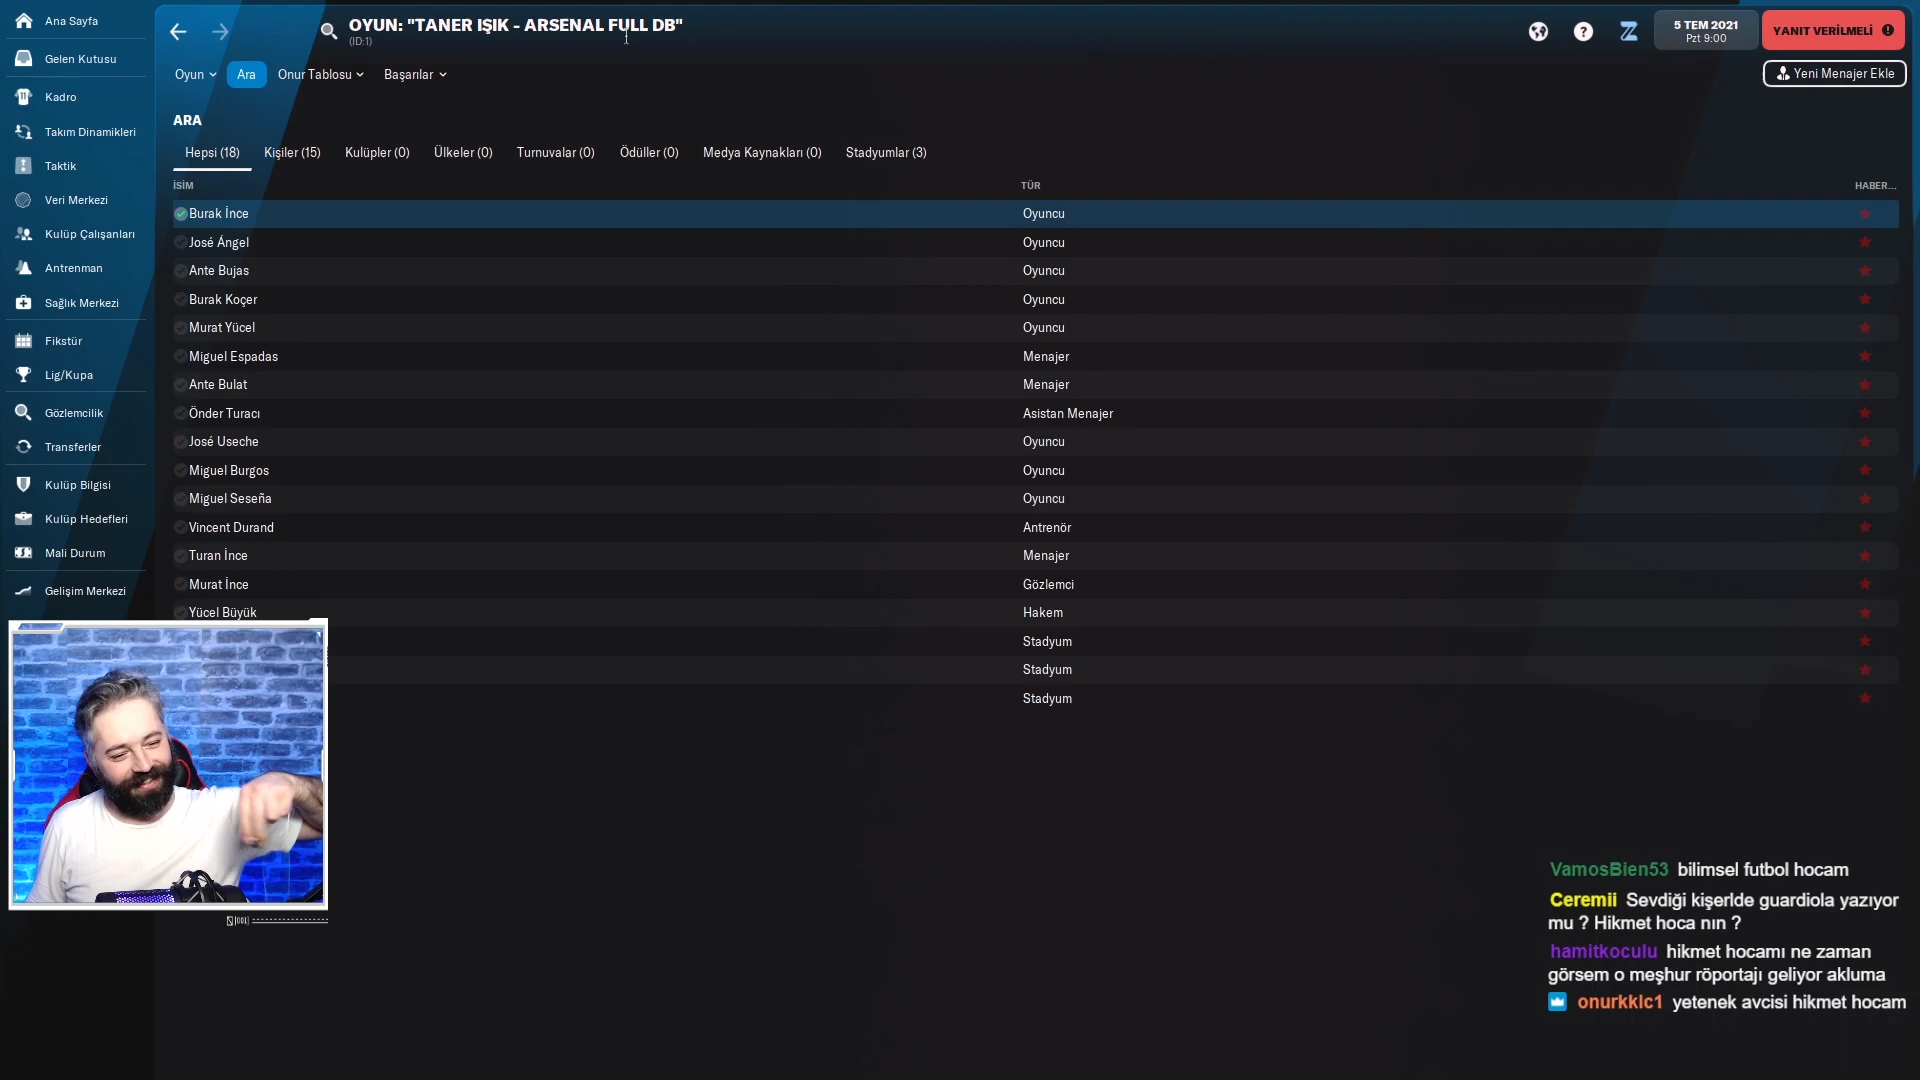 Ana Sayfa
Gelen Kutusu
Kadro
Takım Dinamikleri
Taktik
Veri Merkezi
Kulüp Çalışanları
Antrenman
Sağlık Merkezi
Fikstür
Lig/Kupa
Gözlemcilik
Transferler
Kulüp Bilgisi
Kulüp Hedefleri
Mali Durum
Gelişim Merkezi
OYUN: "TANER IŞIK - ARSENAL FULL DB"
(ID:1)
5 TEM 2021
Pzt 9:00
YANIT VERİLMELİ
Oyun Ara Onur Tablosu Başarılar
Yeni Menajer Ekle
ARA
Hepsi (18) Kişiler (15) Kulüpler (0) Ülkeler (0) Turnuvalar (0) Ödüller (0) Medya Kaynakları (0) Stadyumlar (3)
İSİM TÜR HABER...
Burak İnce Oyuncu
José Ángel Oyuncu
Ante Bujas Oyuncu
Burak Koçer Oyuncu
Murat Yücel Oyuncu
Miguel Espadas Menajer
Ante Bulat Menajer
Önder Turacı Asistan Menajer
José Useche Oyuncu
Miguel Burgos Oyuncu
Miguel Seseña Oyuncu
Vincent Durand Antrenör
Turan İnce Menajer
Murat İnce Gözlemci
Yücel Büyük Hakem
Stadyum
Stadyum
Stadyum
[001]
VamosBien53 bilimsel futbol hocam
Ceremii Sevdiği kişerlde guardiola yazıyor
mu ? Hikmet hoca nın ?
hamitkoculu hikmet hocamı ne zaman
görsem o meşhur röportajı geliyor akluma
onurkklc1 yetenek avcisi hikmet hocam